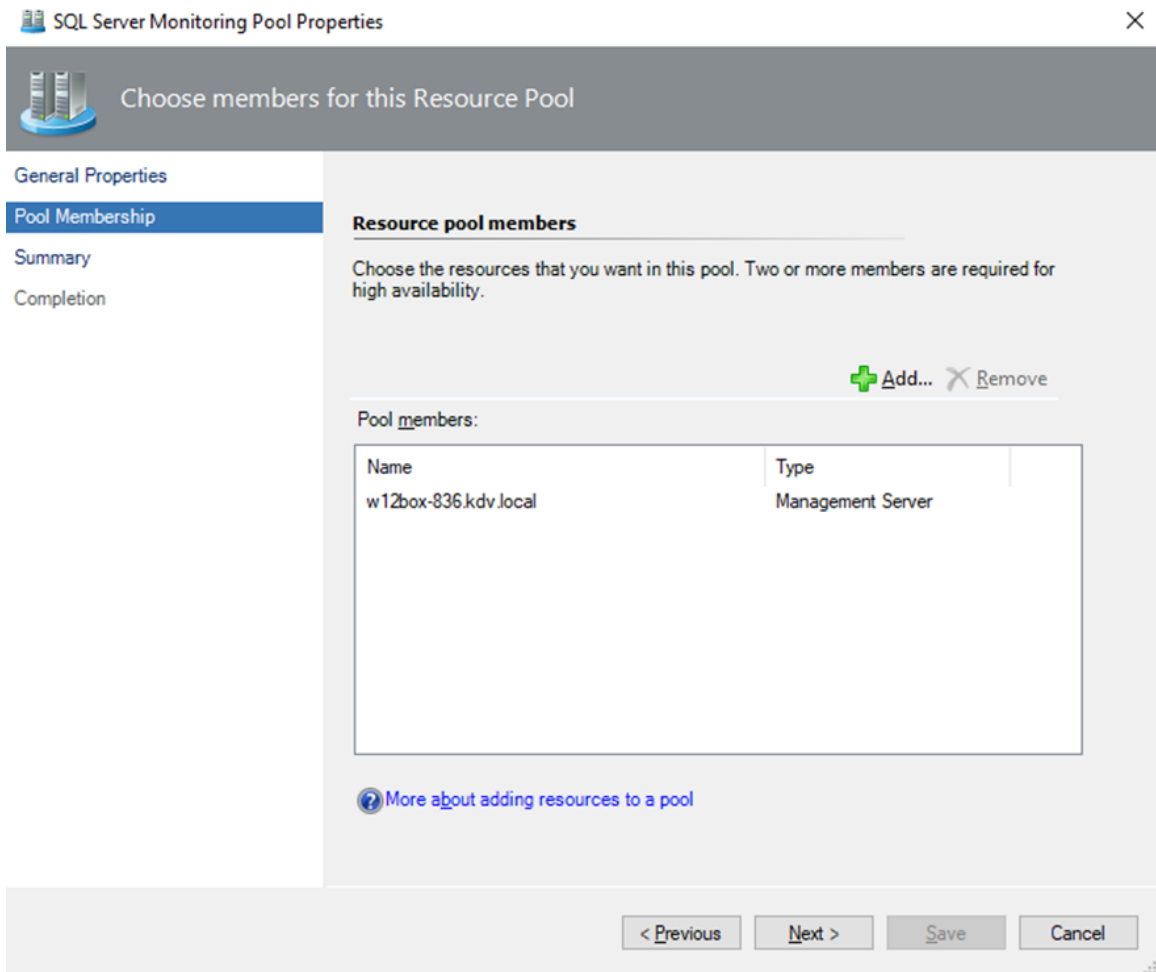 SQL Server Monitoring Pool Properties
Choose members for this Resource Pool
General Properties
Pool Membership
Summary
Completion
Resource pool members
Choose the resources that you want in this pool. Two or more members are required for
high availability.
Add... Remove
Pool members:
Name Type
w12box-836.kdv.local Management Server
More about adding resources to a pool
< Previous Next > Save Cancel